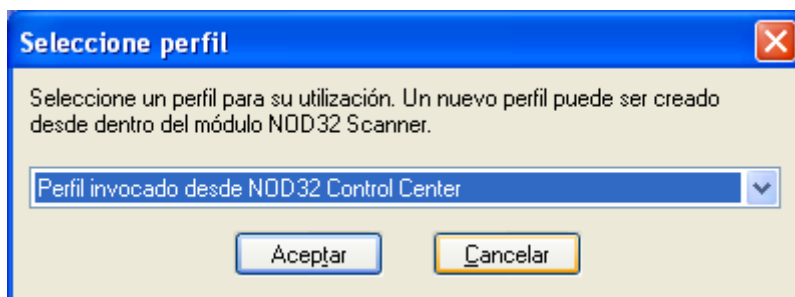 Seleccione perfil
Seleccione un perfil para su utilización. Un nuevo perfil puede ser creado
desde dentro del módulo NOD32 Scanner.
Perfil invocado desde NOD32 Control Center
Aceptar
Cancelar